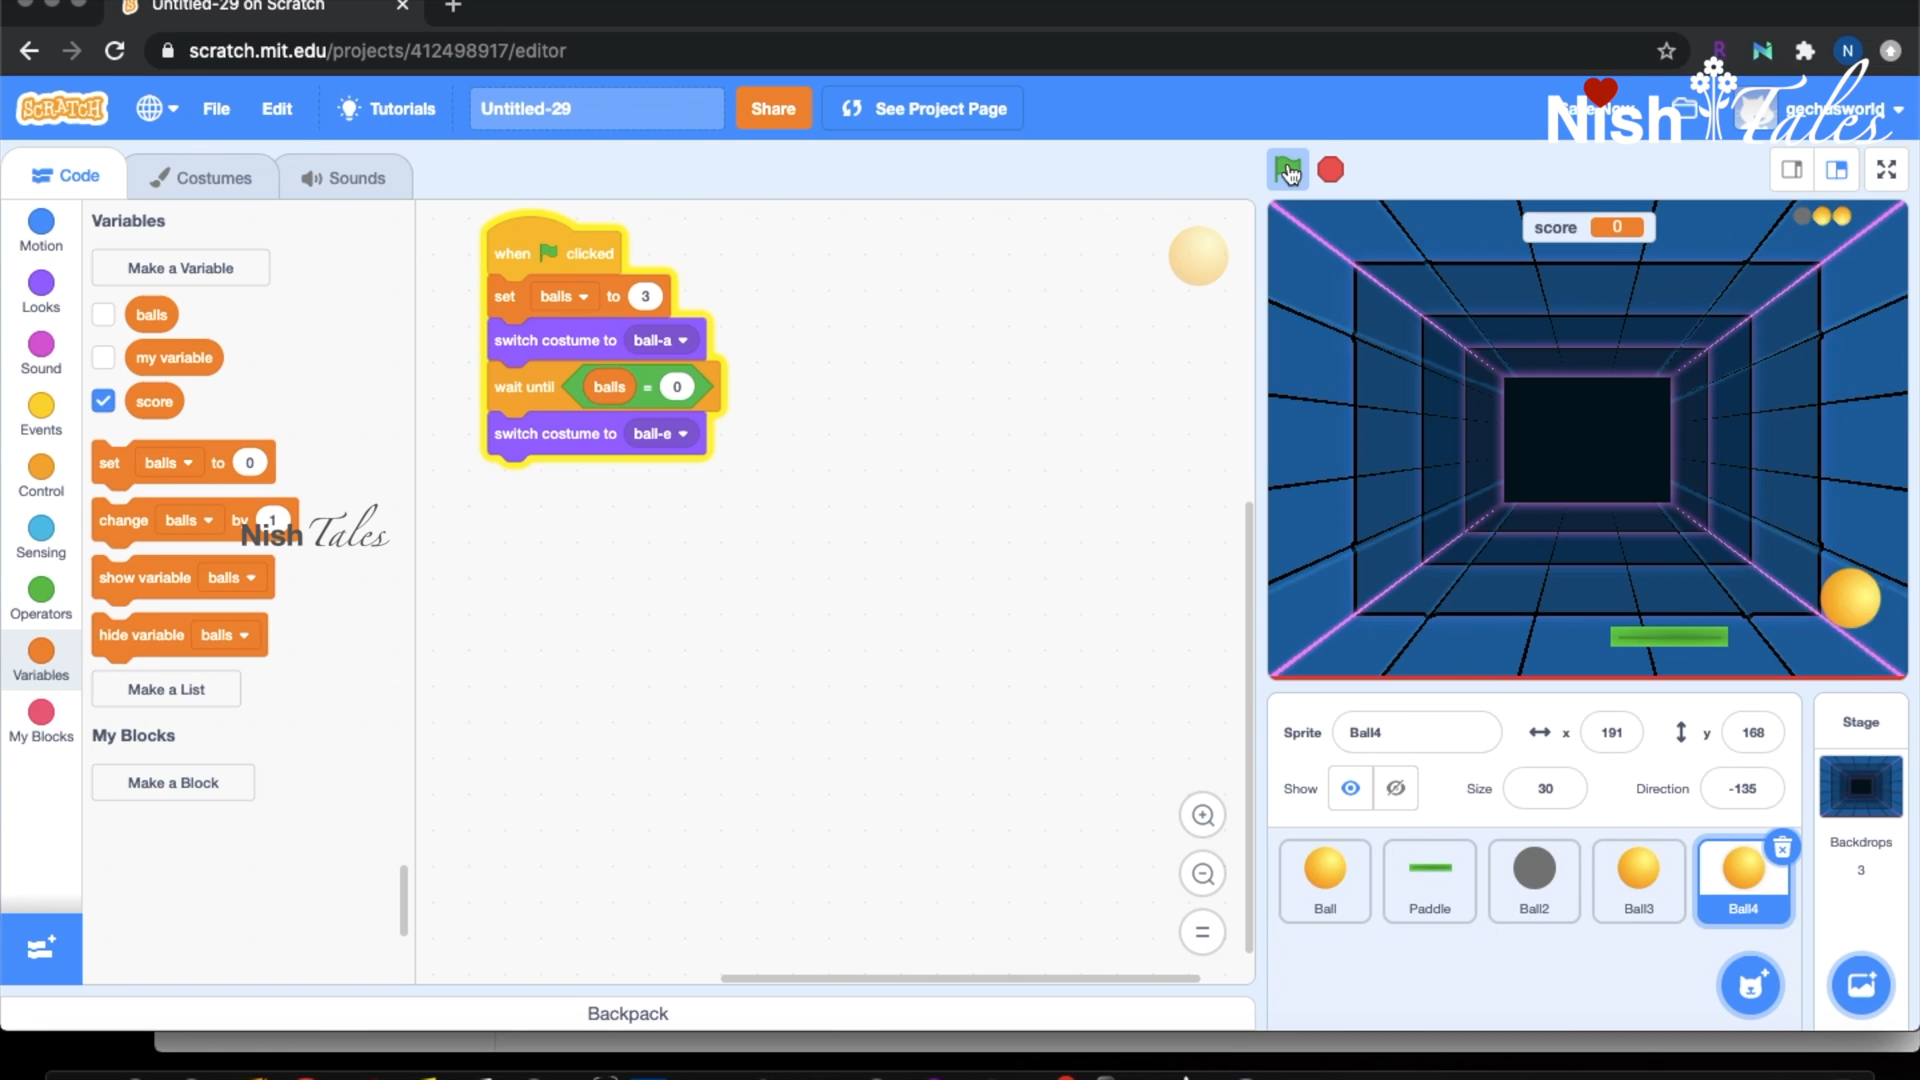 Untitled-29 on Scratch
scratch.mit.edu/projects/412498917/editor
N
SCRATCH
File
Edit
Tutorials
Untitled-29
Share
See Project Page
gechusworld
Nish Tales
Code
Costumes
Sounds
Motion
Looks
Sound
Events
Control
Sensing
Operators
Variables
My Blocks
Variables
Make a Variable
balls
my variable
score
set balls to 0
change balls by 1
Nish Tales
show variable balls
hide variable balls
Make a List
My Blocks
Make a Block
when clicked
set balls to 3
switch costume to ball-a
wait until balls = 0
switch costume to ball-e
Backpack
score 0
Sprite Ball4 x 191 y 168
Show Size 30 Direction -135
Ball
Paddle
Ball2
Ball3
Ball4
Stage
Backdrops
3